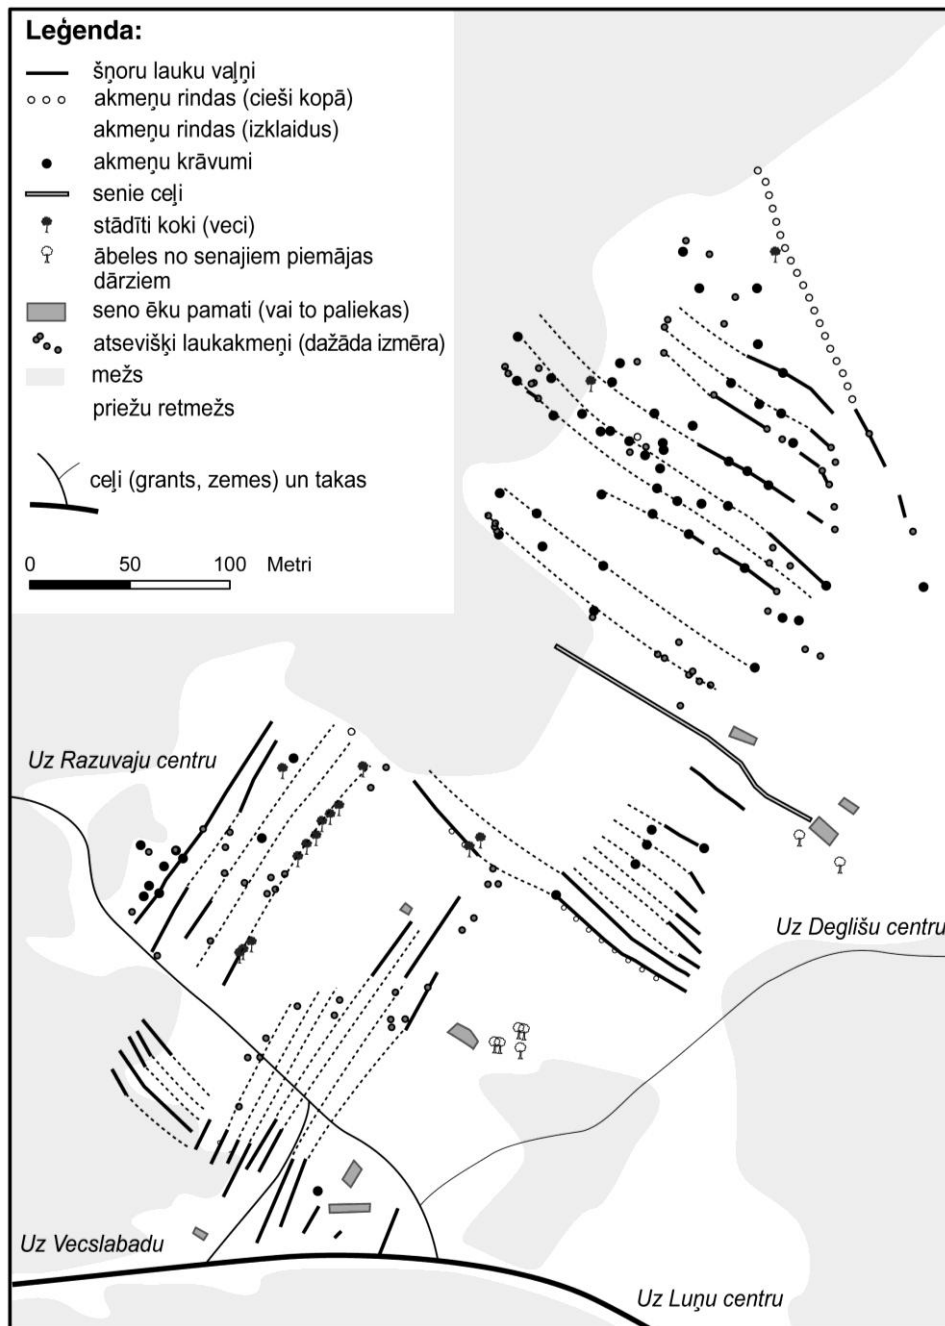 Leģenda:
šņoru lauku vaļņi
akmeņu rindas (cieši kopā)
akmeņu rindas (izklaidus)
akmeņu krāvumi
senie ceļi
stādīti koki (veci)
ābeles no senajiem piemājas
dārziem
seno ēku pamati (vai to paliekas)
atsevišķi laukakmeņi (dažāda izmēra)
mežs
priežu retmežs
ceļi (grants, zemes) un takas
0 50 100 Metri
Uz Razuvaju centru
Uz Deglišu centru
Uz Vecslabadu
Uz Luņu centru